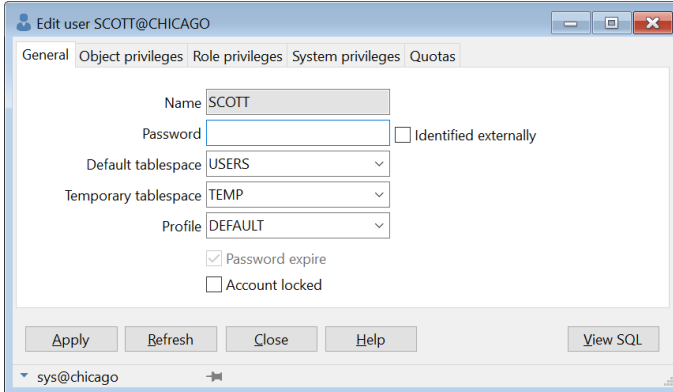 Edit user SCOTT@CHICAGO
General Object privileges Role privileges System privileges Quotas
Name SCOTT
Password Identified externally
Default tablespace USERS
Temporary tablespace TEMP
Profile DEFAULT
Password expire
Account locked
Apply Refresh Close Help View SQL
sys@chicago